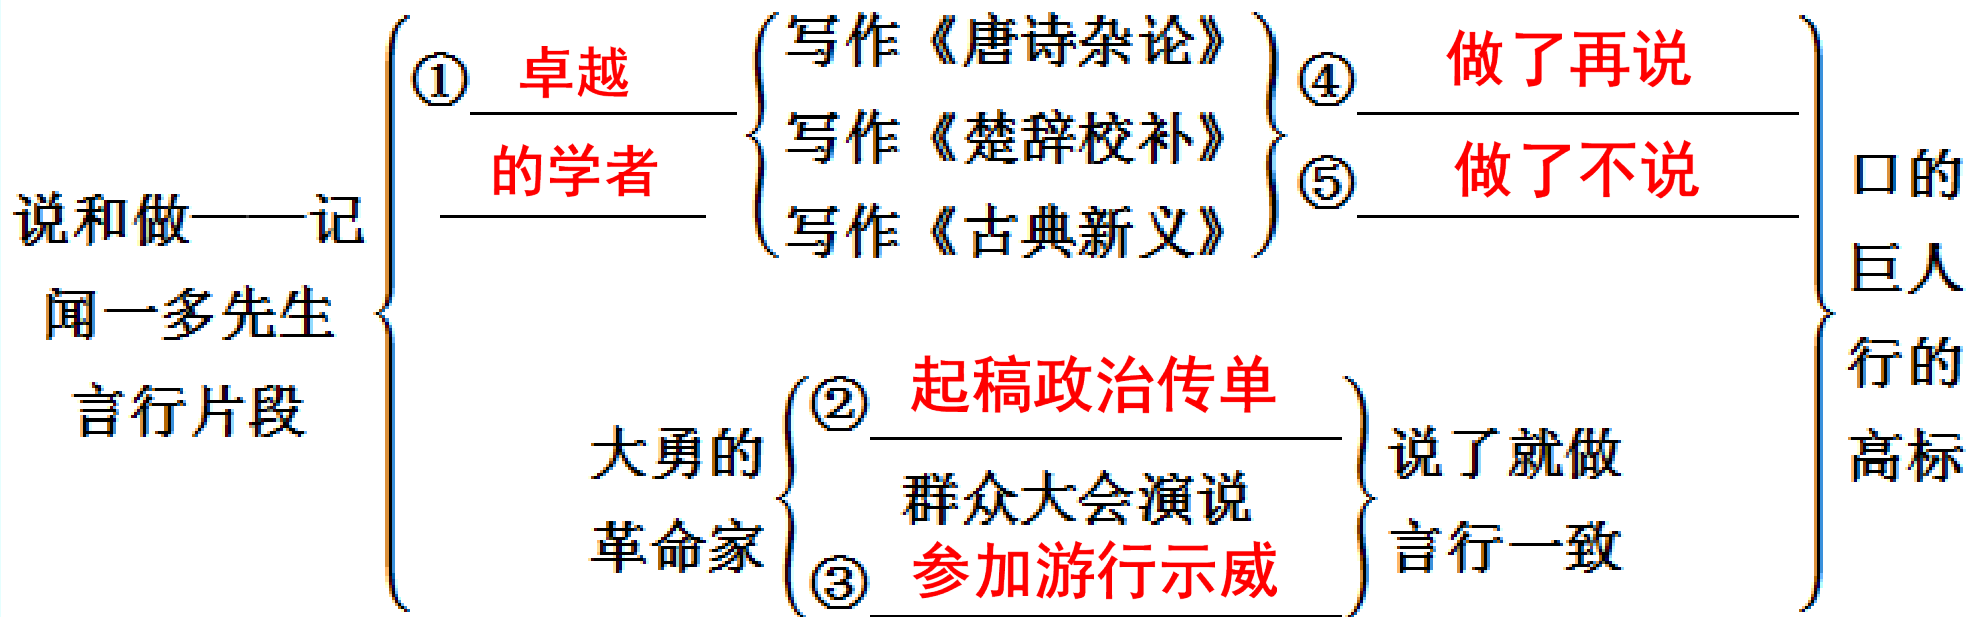 说和做——记
闻一多先生
言行片段
①卓越
的学者
写作《唐诗杂论》
写作《楚辞校补》
写作《古典新义》
④做了再说
⑤做了不说
大勇的
革命家
②起稿政治传单
群众大会演说
③参加游行示威
说了就做
言行一致
口的
巨人
行的
高标